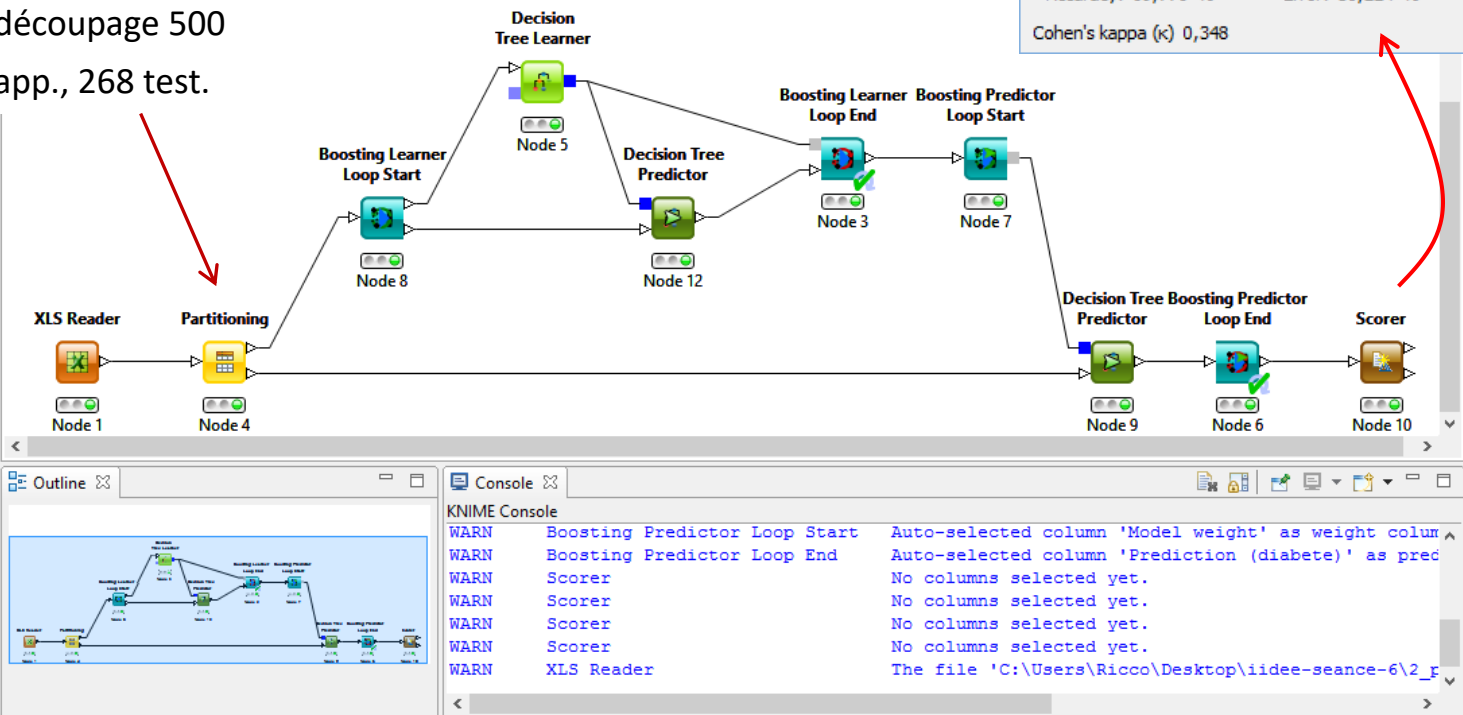 découpage 500
app., 268 test.
Cohen's kappa (κ) 0,348
Decision
Tree Learner
Node 5
Boosting Learner
Loop Start
Node 8
Decision Tree
Predictor
Node 12
Boosting Learner
Loop End
Node 3
Boosting Predictor
Loop Start
Node 7
XLS Reader
Node 1
Partitioning
Node 4
Decision Tree
Predictor
Node 9
Boosting Predictor
Loop End
Node 6
Scorer
Node 10
Outline
Console
KNIME Console
WARN Boosting Predictor Loop Start Auto-selected column 'Model weight' as weight colum
WARN Boosting Predictor Loop End Auto-selected column 'Prediction (diabete)' as pred
WARN Scorer No columns selected yet.
WARN Scorer No columns selected yet.
WARN Scorer No columns selected yet.
WARN Scorer No columns selected yet.
WARN XLS Reader The file 'C:\Users\Ricco\Desktop\iidee-seance-6\2_p